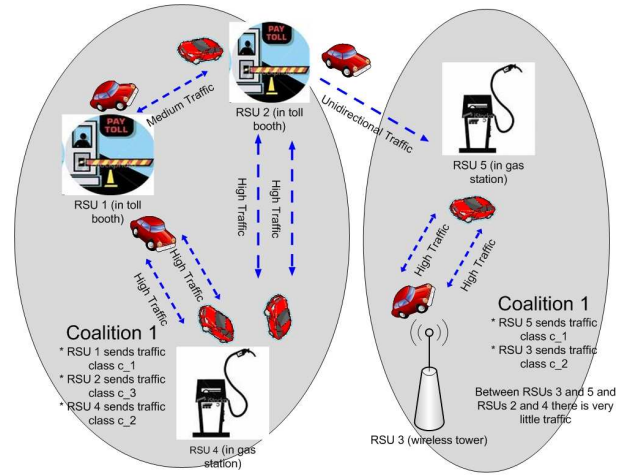 PAY
TOLL
RSU 2 (in toll
booth)
Medium Traffic
PAY
TOLL
RSU 1 (in toll
booth)
Unidirectional Traffic
RSU 5 (in gas
station)
High Traffic
High Traffic
High Traffic
High Traffic
High Traffic
High Traffic
Coalition 1
* RSU 1 sends traffic
class c_1
* RSU 2 sends traffic
class c_3
* RSU 4 sends traffic
class c_2
RSU 4 (in gas
station)
Coalition 1
* RSU 5 sends traffic
class c_1
* RSU 3 sends traffic
class c_2
Between RSUs 3 and 5 and
RSUs 2 and 4 there is very
little traffic
RSU 3 (wireless tower)